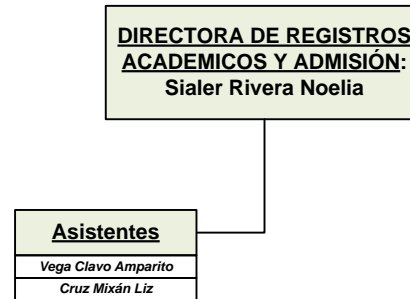 DIRECTORA DE REGISTROS
ACADEMICOS Y ADMISIÓN:
Sialer Rivera Noelia
Asistentes
Vega Clavo Amparito
Cruz Mixán Liz